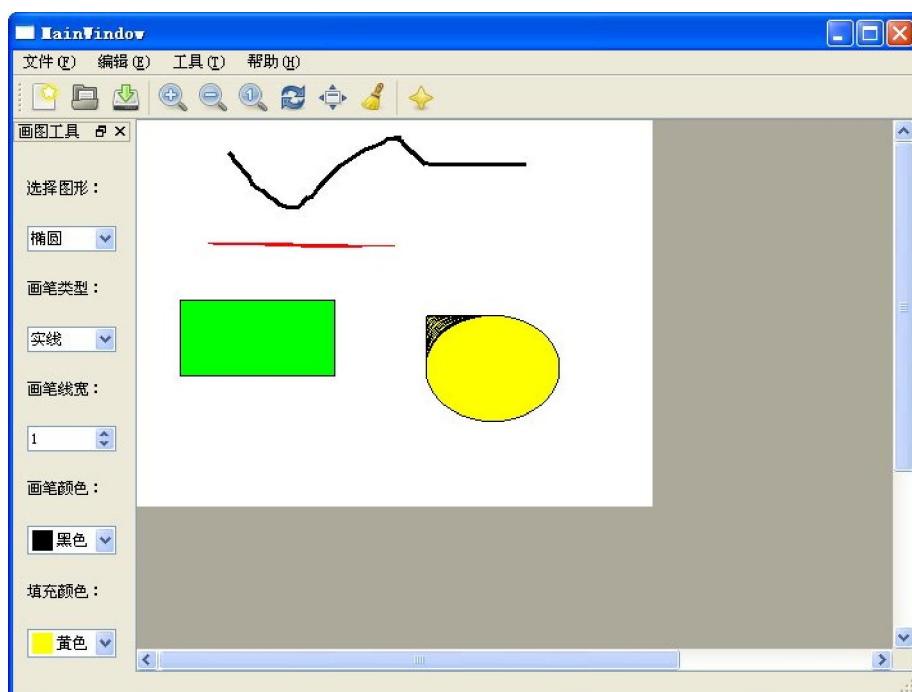 MainWindow
文件(F) 编辑(E) 工具(T) 帮助(H)
画图工具
选择图形：
椭圆
画笔类型：
实线
画笔线宽：
1
画笔颜色：
黑色
填充颜色：
黄色